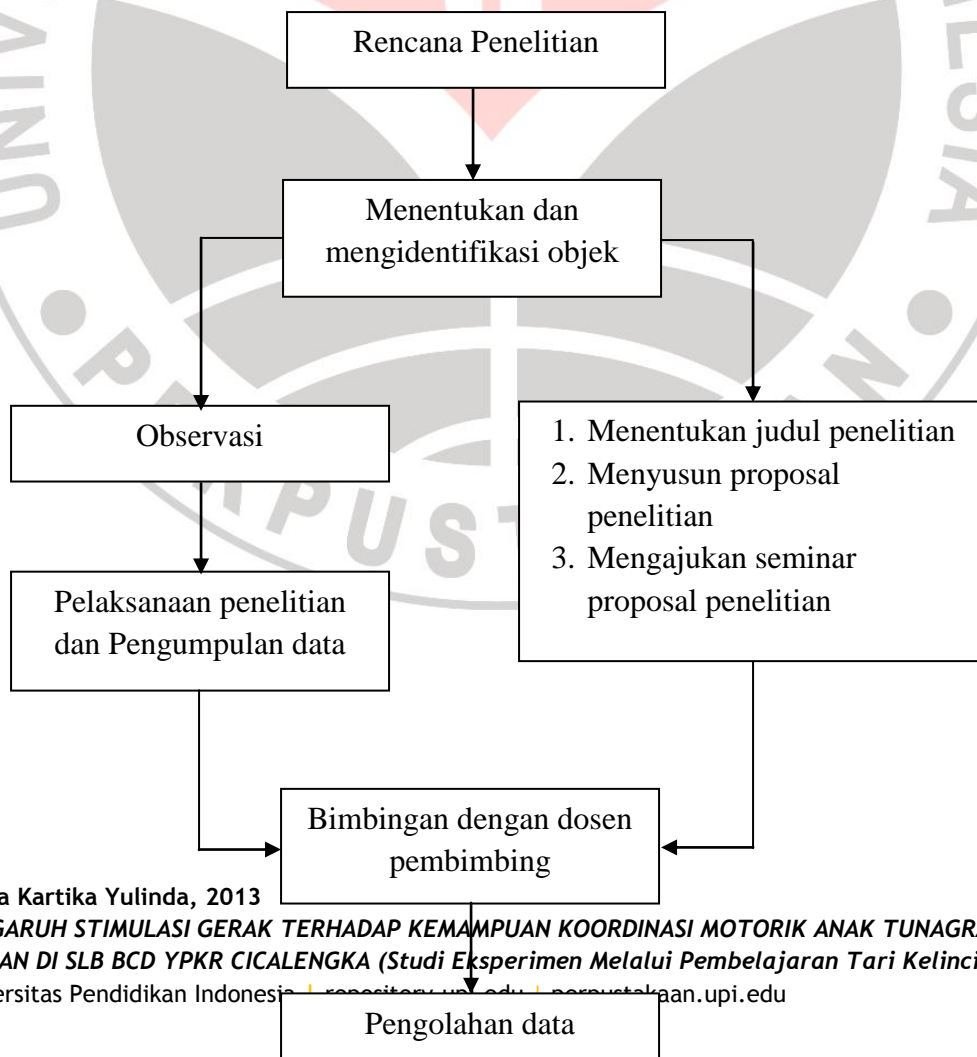 Rencana Penelitian
Menentukan dan
mengidentifikasi objek
Observasi
1. Menentukan judul penelitian
2. Menyusun proposal
penelitian
3. Mengajukan seminar
proposal penelitian
Pelaksanaan penelitian
dan Pengumpulan data
Bimbingan dengan dosen
pembimbing
a Kartika Yulinda, 2013
GARUH STIMULASI GERAK TERHADAP KEMAMPUAN KOORDINASI MOTORIK ANAK TUNAGRA
AN DI SLB BCD YPKR CICALENGKA (Studi Eksperimen Melalui Pembelajaran Tari Kelinci
ersitas Pendidikan Indonesia | repository.upi.edu | perpustakaan.upi.edu
Pengolahan data